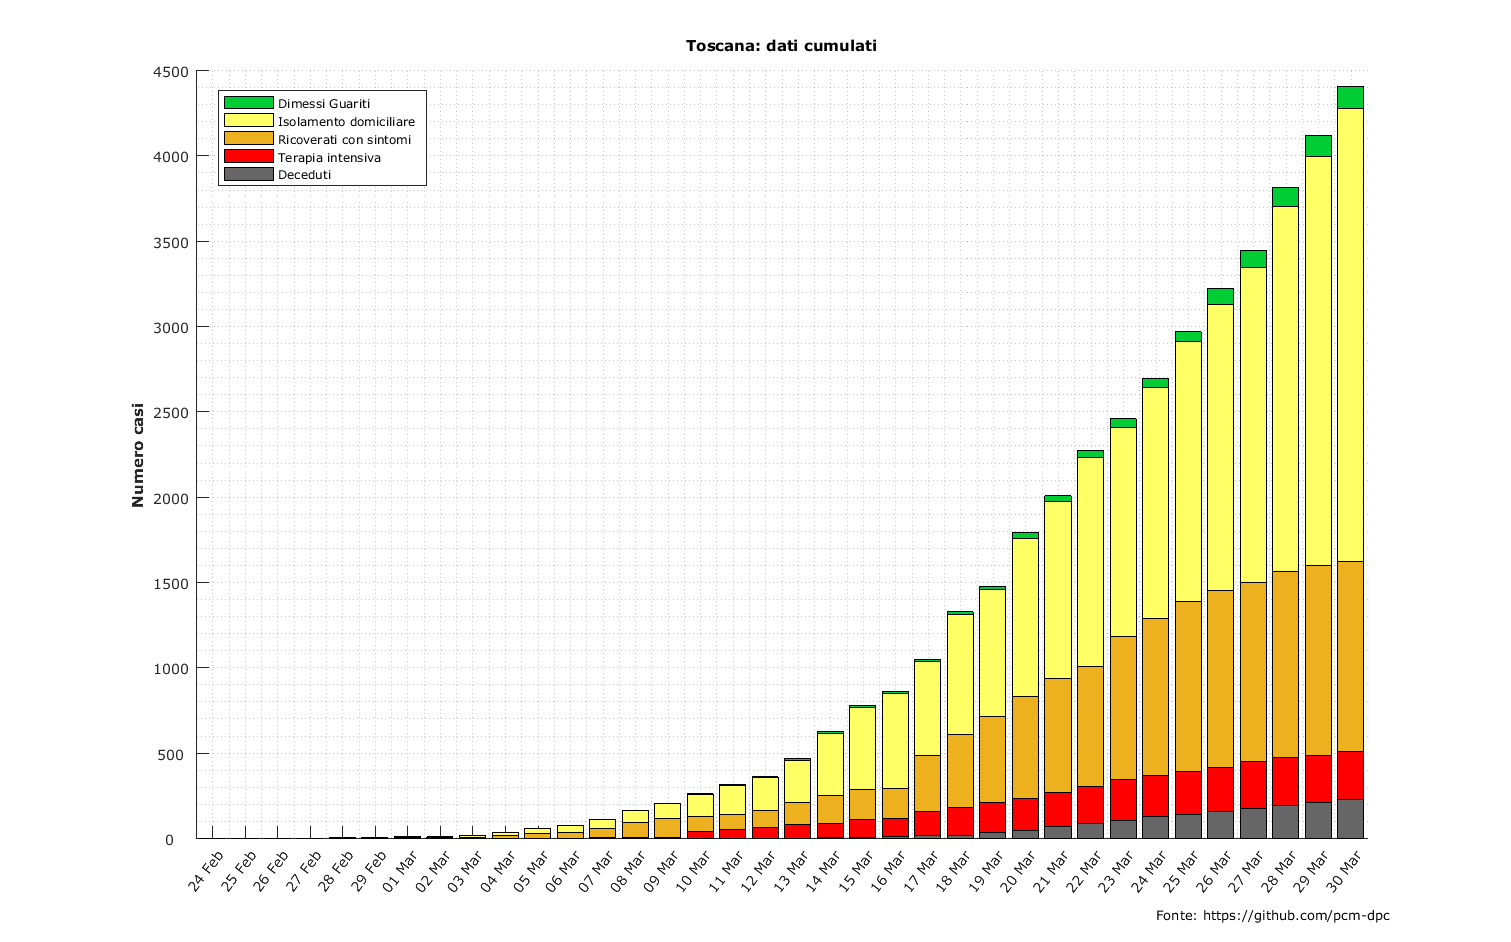 Toscana: dati cumulati
4500
4000
3500
3000
2500
2000
1500
1000
500
0
Numero casi
Dimessi Guariti
Isolamento domiciliare
Ricoverati con sintomi
Terapia intensiva
Deceduti
24 Feb
25 Feb
26 Feb
27 Feb
28 Feb
29 Feb
01 Mar
02 Mar
03 Mar
04 Mar
05 Mar
06 Mar
07 Mar
08 Mar
09 Mar
10 Mar
11 Mar
12 Mar
13 Mar
14 Mar
15 Mar
16 Mar
17 Mar
18 Mar
19 Mar
20 Mar
21 Mar
22 Mar
23 Mar
24 Mar
25 Mar
26 Mar
27 Mar
28 Mar
29 Mar
30 Mar
Fonte: https://github.com/pcm-dpc